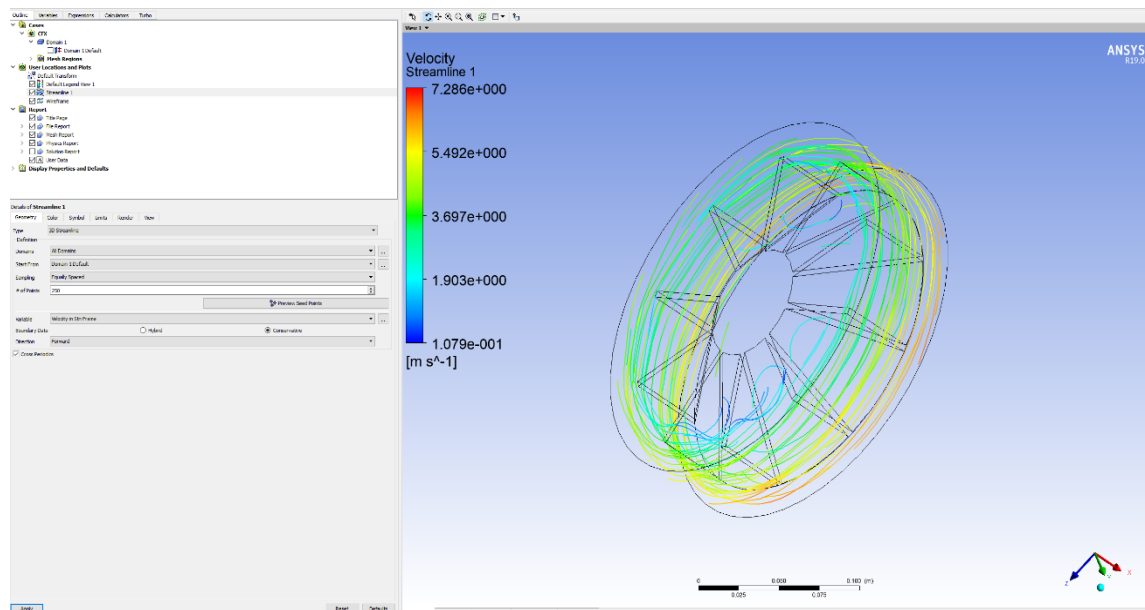 Outline Variables Expressions Calculators Turbo
Cases
CFX
Domain 1
Domain 1 Default
Mesh Regions
User Locations and Plots
Default Transform
Default Legend View 1
Streamline 1
Wireframe
Report
Title Page
File Report
Mesh Report
Physics Report
Solution Report
User Data
Display Properties and Defaults
Details of Streamline 1
Geometry Color Symbol Limits Render View
Type 3D Streamline
Definition
Domains All Domains
Start From Domain 1 Default
Sampling Equally Spaced
# of Points
Preview Seed Points
Variable Velocity in Stn Frame
Boundary Data Hybrid Conservative
Direction Forward
Cross Periodics
Apply Reset Defaults
View 1
Velocity
Streamline 1
7.286e+000
5.492e+000
3.697e+000
1.903e+000
1.079e-001
[m s^-1]
ANSYS
R19.0
0 0.050 0.100 (m)
0.025 0.075
X
Y
Z